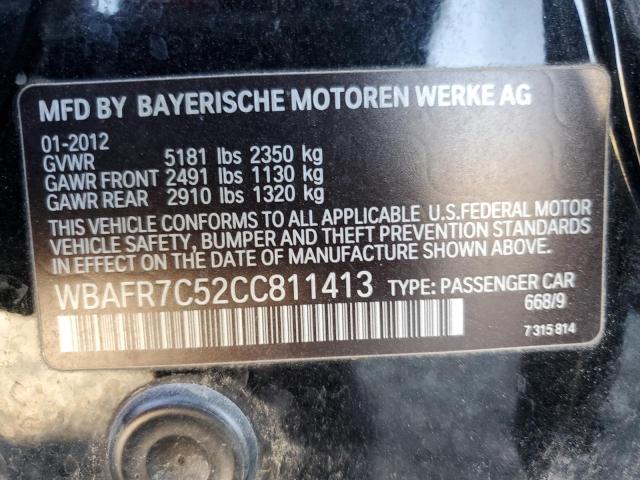 MFD BY BAYERISCHE MOTOREN WERKE AG
01-2012
GVWR 5181 lbs 2350 kg
GAWR FRONT 2491 lbs 1130 kg
GAWR REAR 2910 lbs 1320 kg
THIS VEHICLE CONFORMS TO ALL APPLICABLE U.S.FEDERAL MOTOR
VEHICLE SAFETY, BUMPER AND THEFT PREVENTION STANDARDS
IN EFFECT ON THE DATE OF MANUFACTURE SHOWN ABOVE.
WBAFR7C52CC811413 TYPE: PASSENGER CAR
668/9
7 315 814